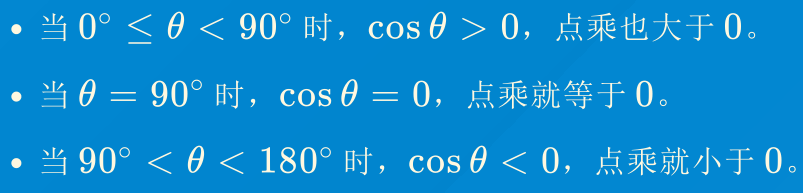 • 当 0° ≤ θ < 90° 时，cos θ > 0，点乘也大于 0。
• 当 θ = 90° 时，cos θ = 0，点乘就等于 0。
• 当 90° < θ < 180° 时，cos θ < 0，点乘就小于 0。